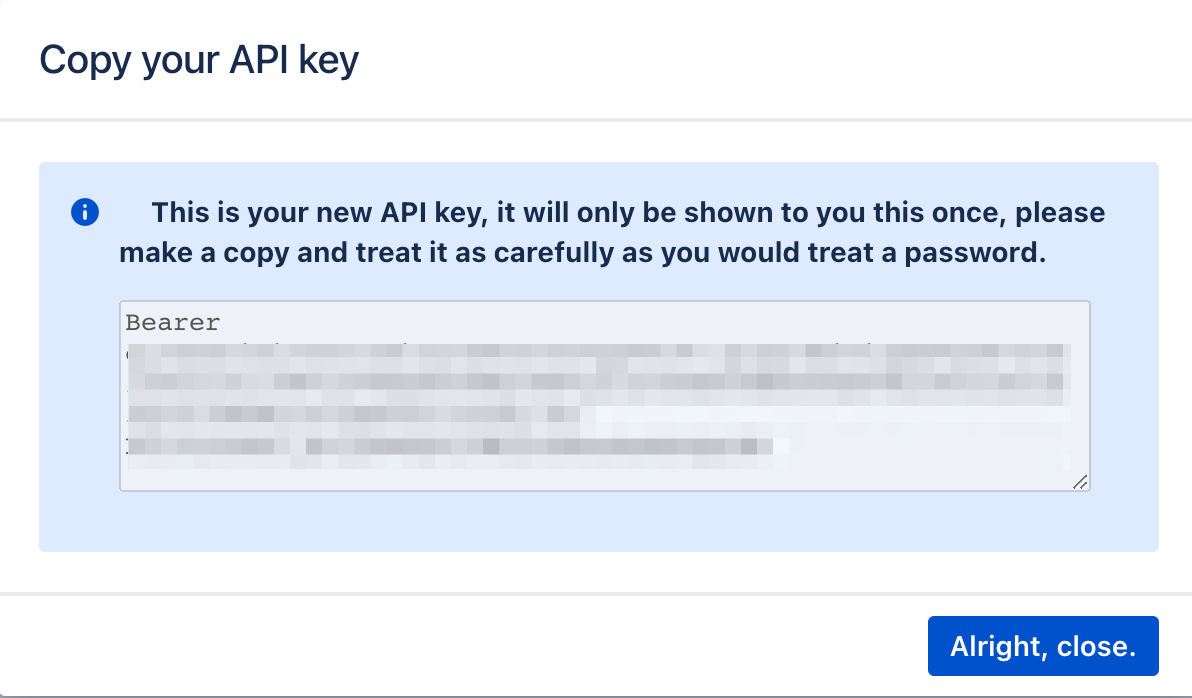 Copy your API key
This is your new API key, it will only be shown to you this once, please
make a copy and treat it as carefully as you would treat a password.
Bearer
Alright, close.